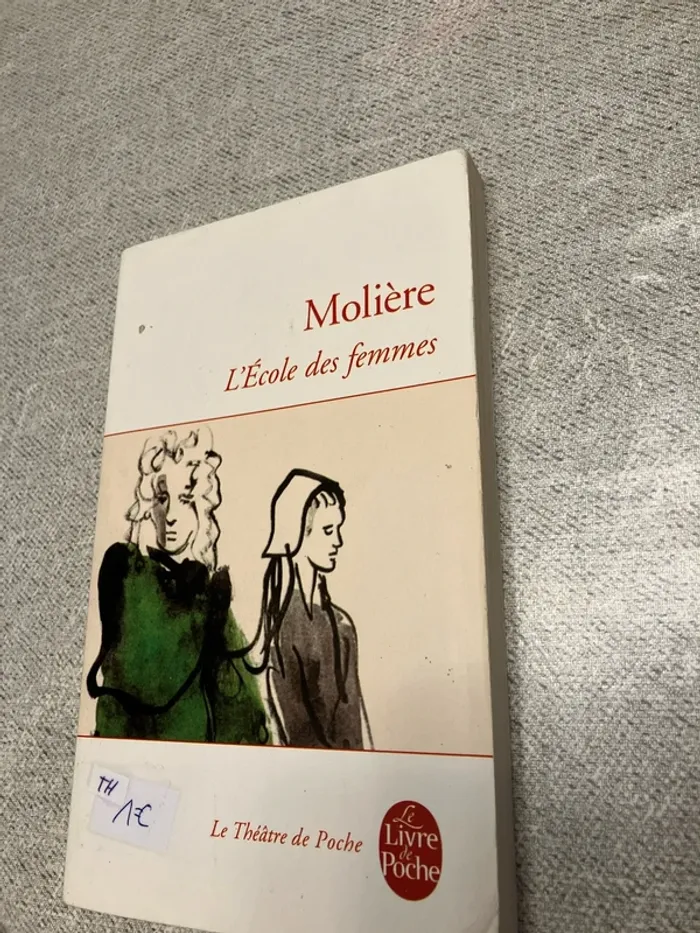 Molière
L'École des femmes
TH
1€
Le Théâtre de Poche
Le
Livre
de
Poche